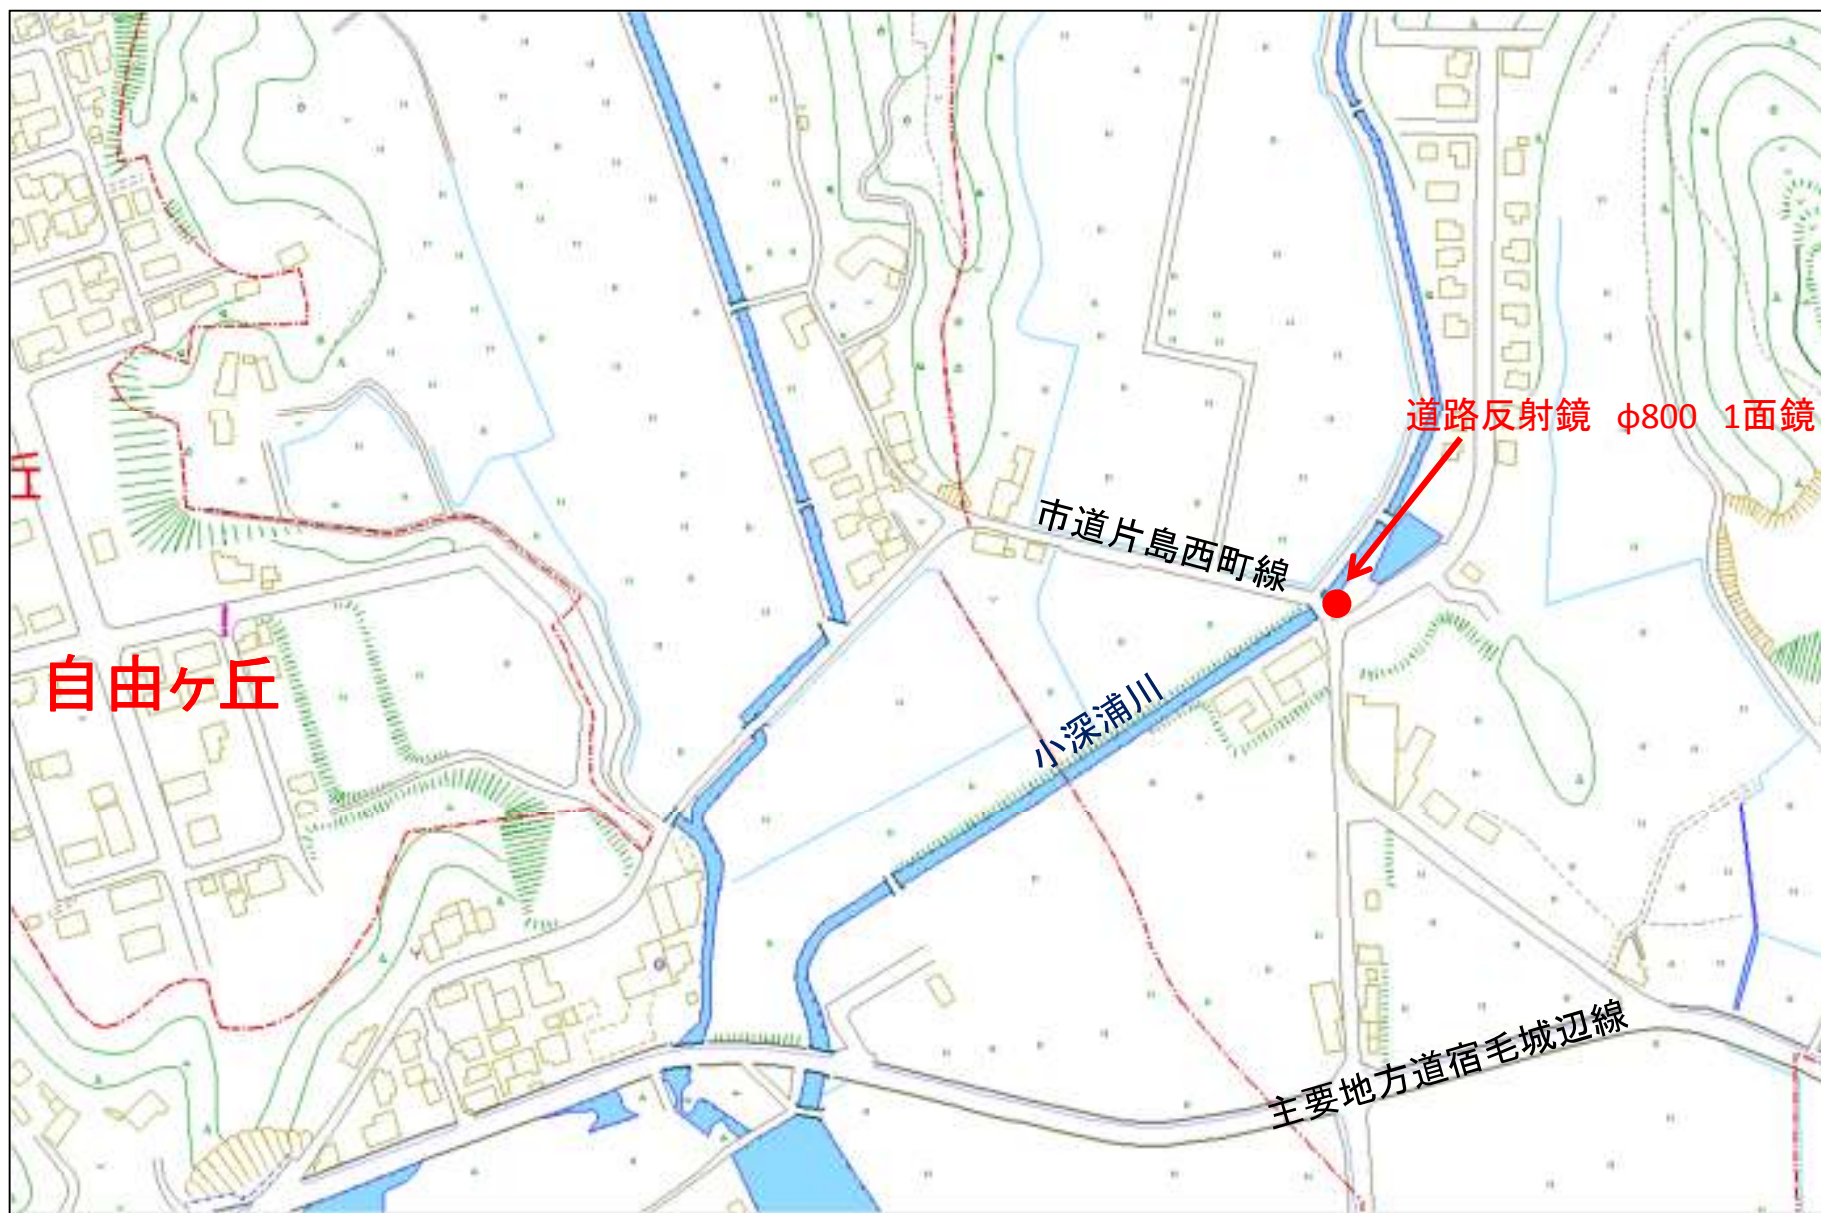 道路反射鏡　φ800　1面鏡
丘
市道片島西町線
自由ヶ丘
小深浦川
主要地方道宿毛城辺線